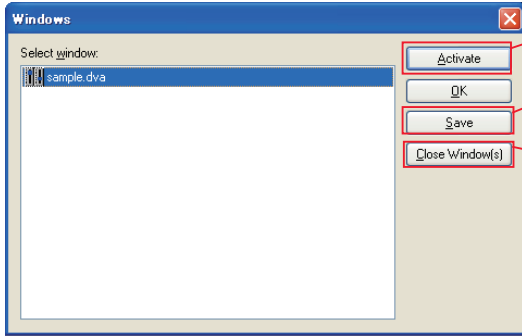 Windows
Select window:
sample.dva
Activate
OK
Save
Close Window(s)